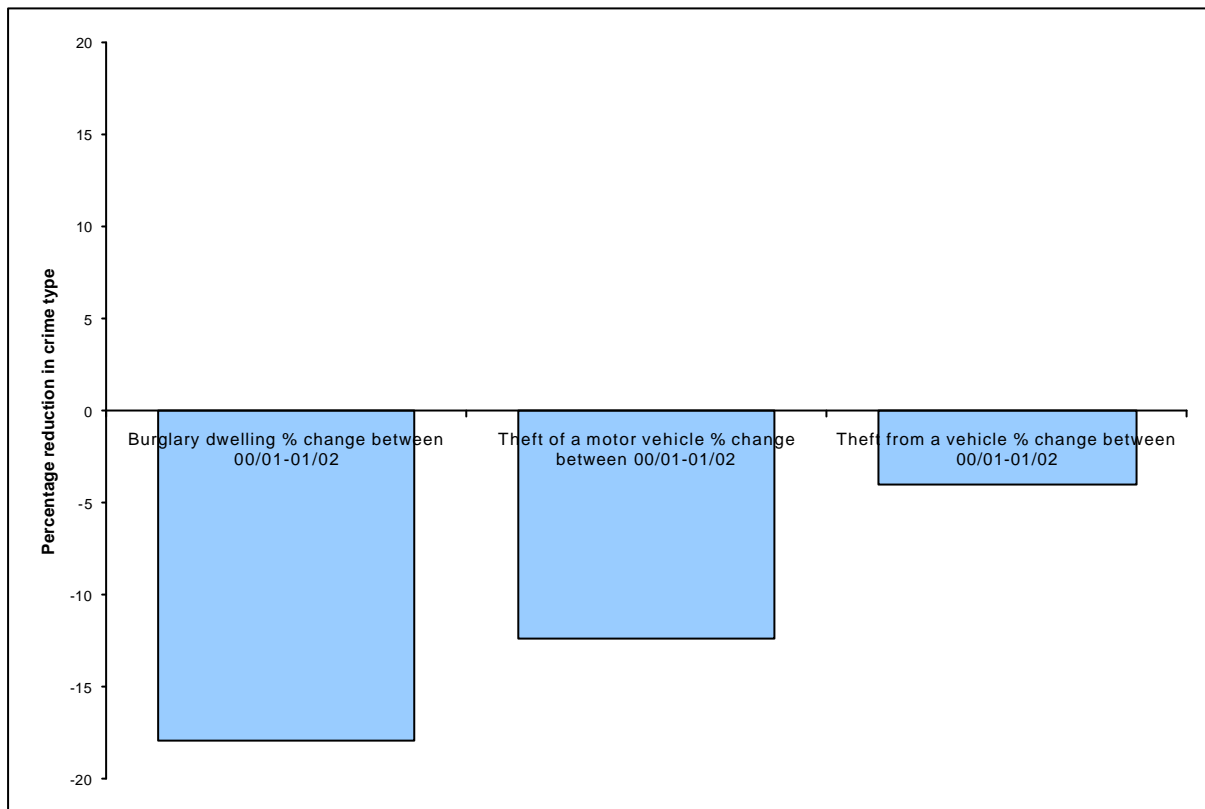 20
15
10
5
0
-5
-10
-15
-20
Percentage reduction in crime type
Burglary dwelling % change between
00/01-01/02
Theft of a motor vehicle % change
between 00/01-01/02
Theft from a vehicle % change between
00/01-01/02